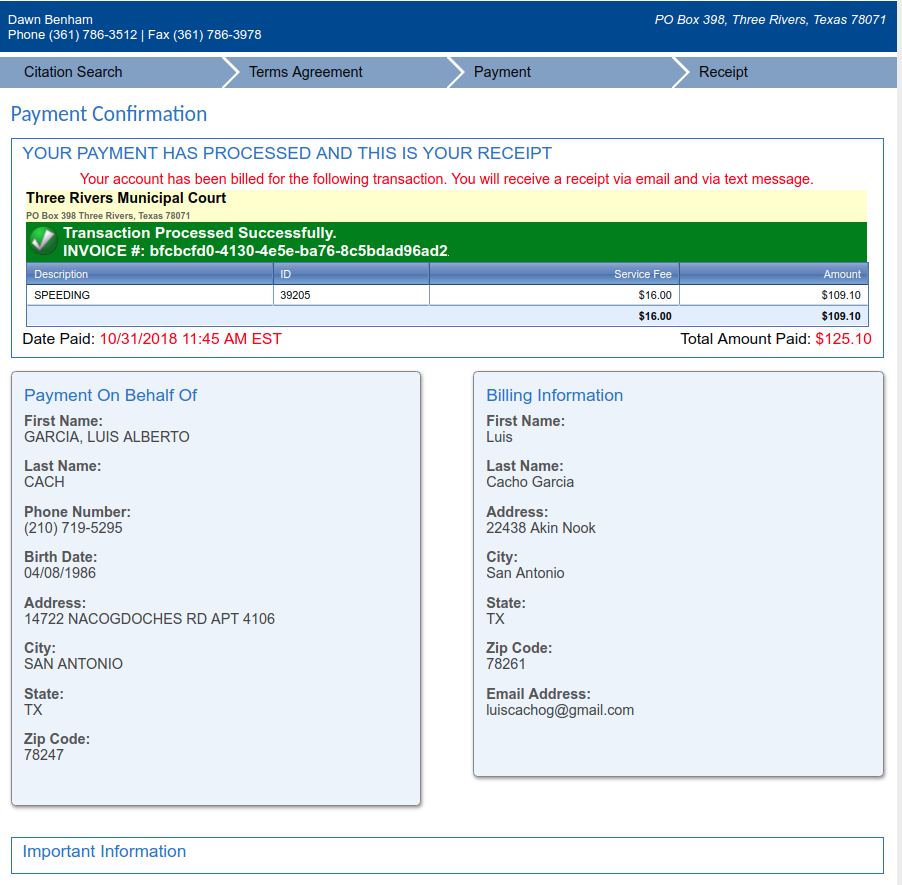 Dawn Benham
PO Box 398, Three Rivers, Texas 78071
Phone (361) 786-3512 | Fax (361) 786-3978
Citation Search Terms Agreement Payment Receipt
Payment Confirmation
YOUR PAYMENT HAS PROCESSED AND THIS IS YOUR RECEIPT
Your account has been billed for the following transaction. You will receive a receipt via email and via text message.
Three Rivers Municipal Court
PO Box 398 Three Rivers, Texas 78071
Transaction Processed Successfully.
INVOICE #: bfcbcfd0-4130-4e5e-ba76-8c5bdad96ad2.
Description ID Service Fee Amount
SPEEDING 39205 $16.00 $109.10
$16.00 $109.10
Date Paid: 10/31/2018 11:45 AM EST Total Amount Paid: $125.10
Payment On Behalf Of
First Name:
GARCIA, LUIS ALBERTO
Last Name:
CACH
Phone Number:
(210) 719-5295
Birth Date:
04/08/1986
Address:
14722 NACOGDOCHES RD APT 4106
City:
SAN ANTONIO
State:
TX
Zip Code:
78247
Billing Information
First Name:
Luis
Last Name:
Cacho Garcia
Address:
22438 Akin Nook
City:
San Antonio
State:
TX
Zip Code:
78261
Email Address:
luiscachog@gmail.com
Important Information